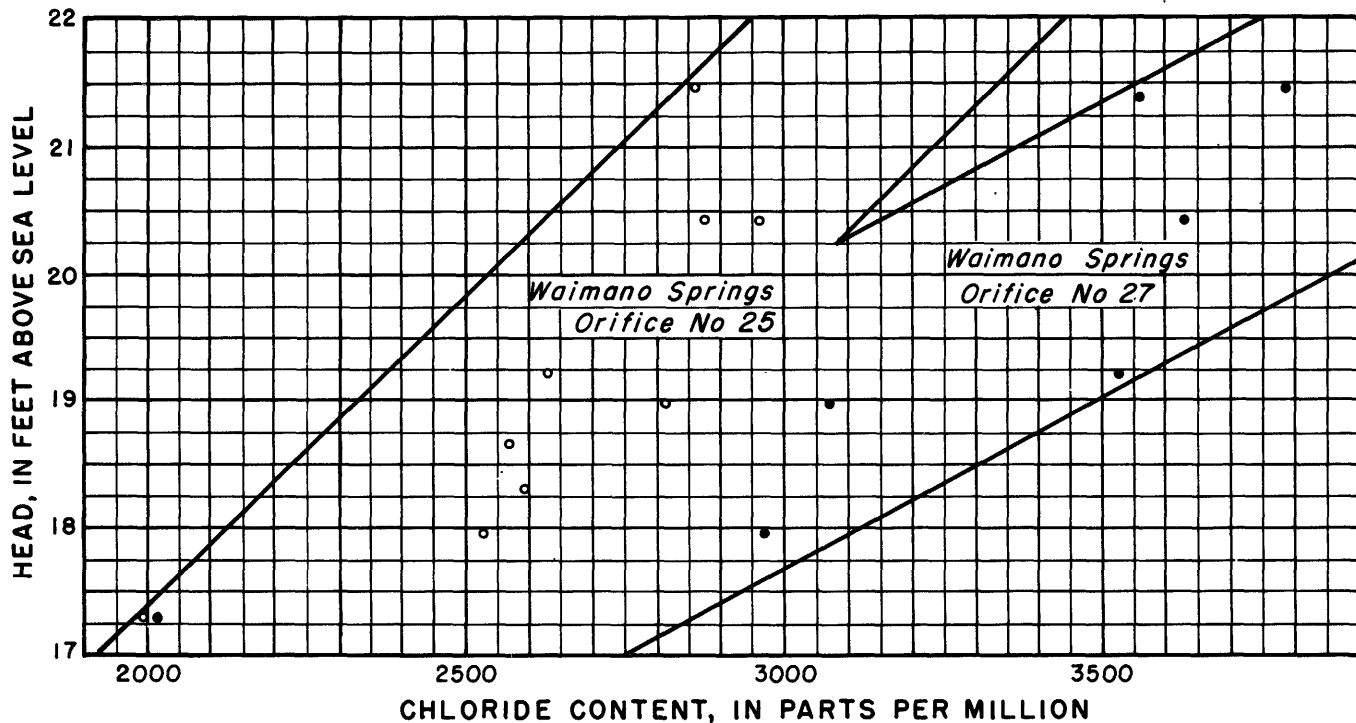 HEAD, IN FEET ABOVE SEA LEVEL
22
21
20
19
18
17
Waimano Springs
Orifice No 25
Waimano Springs
Orifice No 27
2000 2500 3000 3500
CHLORIDE CONTENT, IN PARTS PER MILLION